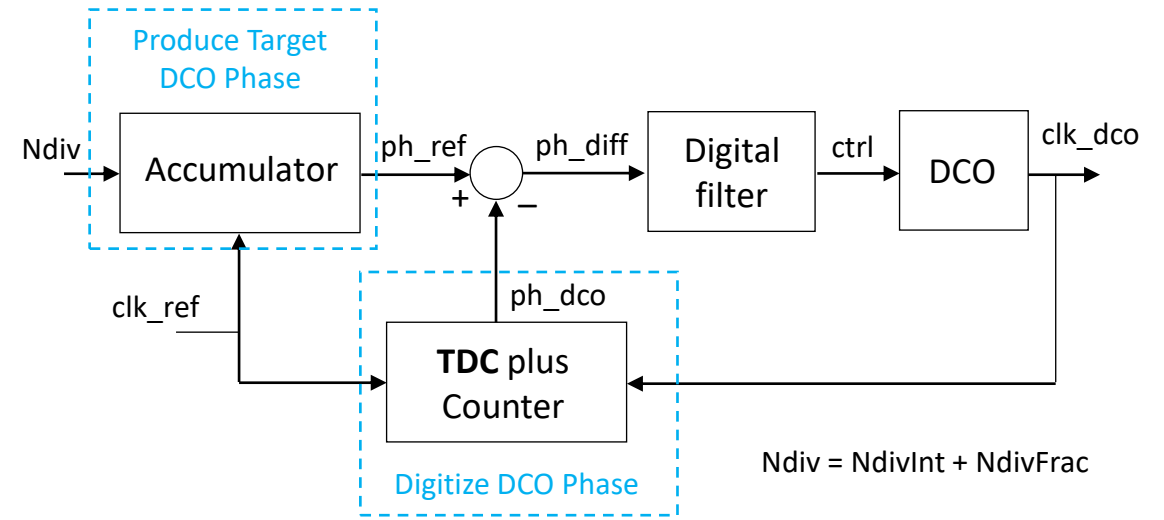 Produce Target
DCO Phase
Ndiv
Accumulator
ph_ref
ph_diff
Digital
filter
ctrl
DCO
clk_dco
+
–
clk_ref
ph_dco
TDC plus
Counter
Digitize DCO Phase
Ndiv = NdivInt + NdivFrac